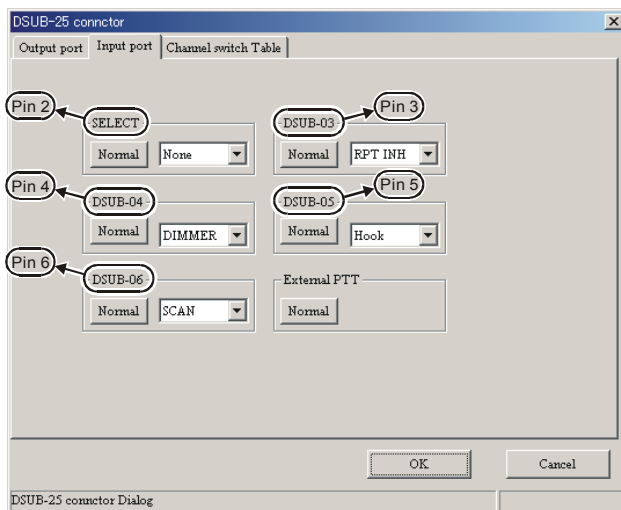 DSUB-25 connctor
Output port Input port Channel switch Table
Pin 2 Pin 3
SELECT DSUB-03
Normal None Normal RPT INH
Pin 4 Pin 5
DSUB-04 DSUB-05
Normal DIMMER Normal Hook
Pin 6
DSUB-06 External PTT
Normal SCAN Normal
OK Cancel
DSUB-25 connctor Dialog